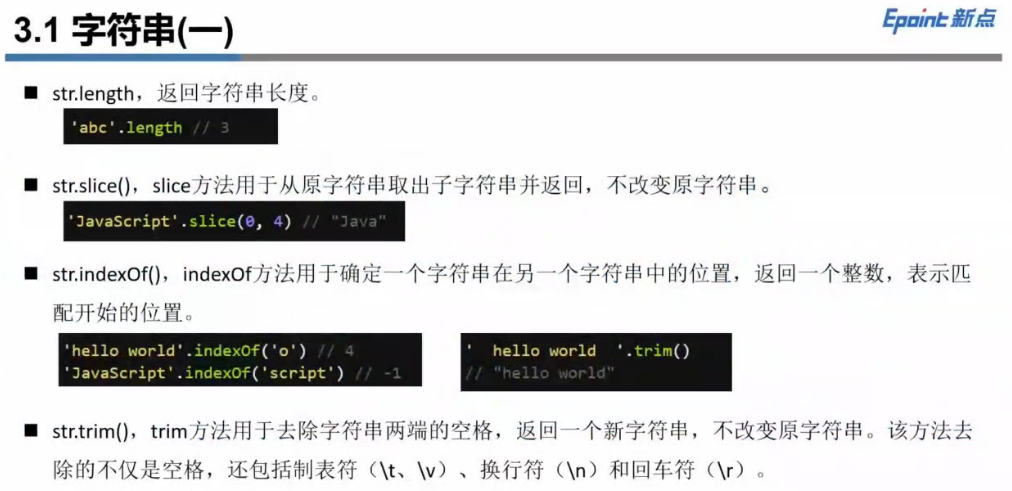 3.1 字符串(一)
Epoint 新点
■ str.length，返回字符串长度。
'abc'.length // 3
■ str.slice()，slice方法用于从原字符串取出子字符串并返回，不改变原字符串。
'JavaScript'.slice(0, 4) // "Java"
■ str.indexOf()，indexOf方法用于确定一个字符串在另一个字符串中的位置，返回一个整数，表示匹
配开始的位置。
'hello world'.indexOf('o') // 4
'JavaScript'.indexOf('script') // -1
'  hello world  '.trim()
// "hello world"
■ str.trim()，trim方法用于去除字符串两端的空格，返回一个新字符串，不改变原字符串。该方法去
除的不仅是空格，还包括制表符（\t、\v）、换行符（\n）和回车符（\r）。